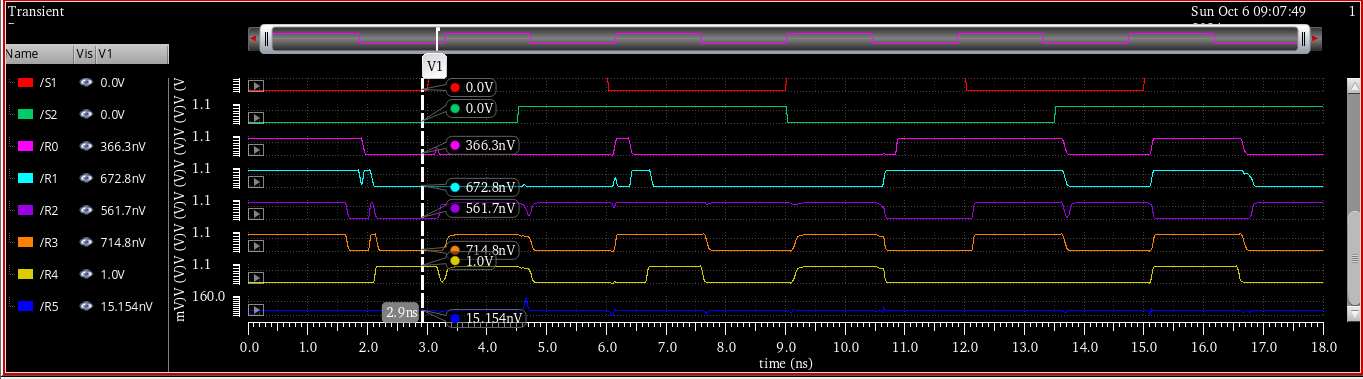 Transient
Sun Oct 6 09:07:49
1
Name Vis V1
V1
/S1 0.0V
/S2 0.0V
/R0 366.3nV
/R1 672.8nV
/R2 561.7nV
/R3 714.8nV
/R4 1.0V
/R5 15.154nV
1.1
1.1
1.1
1.1
1.1
1.1
160.0
mV)V (V)V (V)V (V)V (V)V (V)V (V)V (V
0.0V
0.0V
366.3nV
672.8nV
561.7nV
714.8nV
1.0V
15.154nV
2.9ns
0.0 1.0 2.0 3.0 4.0 5.0 6.0 7.0 8.0 9.0 10.0 11.0 12.0 13.0 14.0 15.0 16.0 17.0 18.0
time (ns)